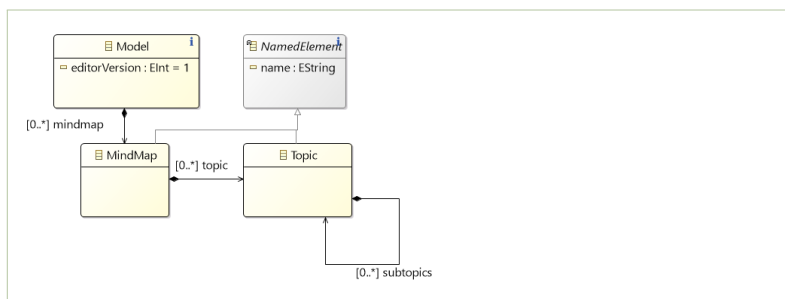 Model
editorVersion : EInt = 1
NamedElement
name : EString
[0..*] mindmap
MindMap
[0..*] topic
Topic
[0..*] subtopics